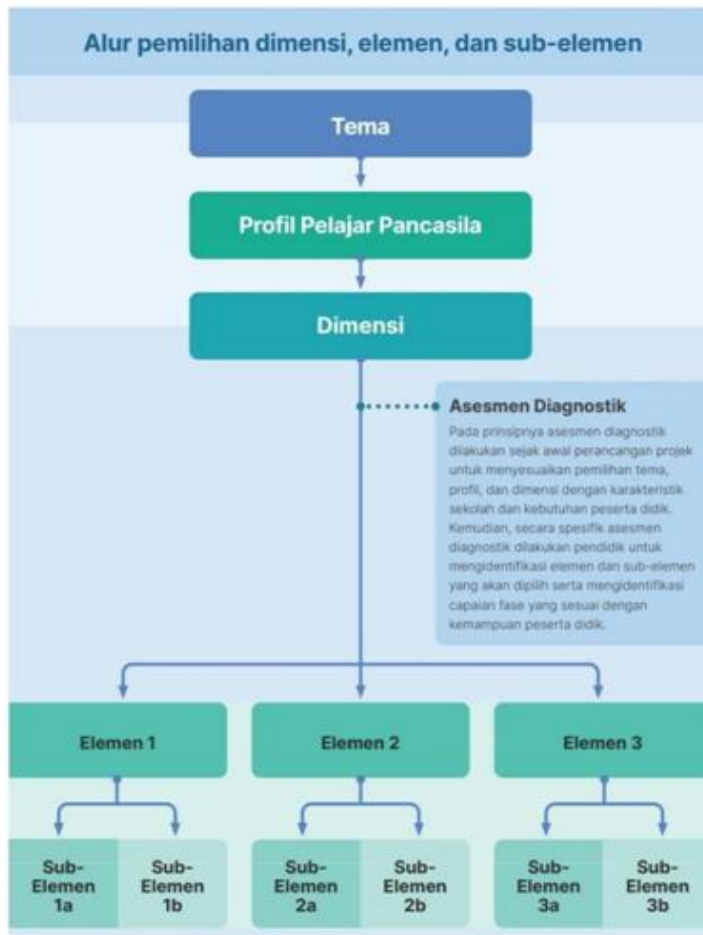 Alur pemilihan dimensi, elemen, dan sub-elemen
Tema
Profil Pelajar Pancasila
Dimensi
Asesmen Diagnostik
Pada prinsipnya asesmen diagnostik
dilakukan sejak awal perancangan projek
untuk menyesuaikan pemilihan tema,
profil, dan dimensi dengan karakteristik
sekolah dan kebutuhan peserta didik.
Kemudian, secara spesifik asesmen
diagnostik dilakukan pendidik untuk
mengidentifikasi elemen dan sub-elemen
yang akan dipilih serta mengidentifikasi
capaian fase yang sesuai dengan
kemampuan peserta didik.
Elemen 1
Elemen 2
Elemen 3
Sub-
Elemen
1a
Sub-
Elemen
1b
Sub-
Elemen
2a
Sub-
Elemen
2b
Sub-
Elemen
3a
Sub-
Elemen
3b